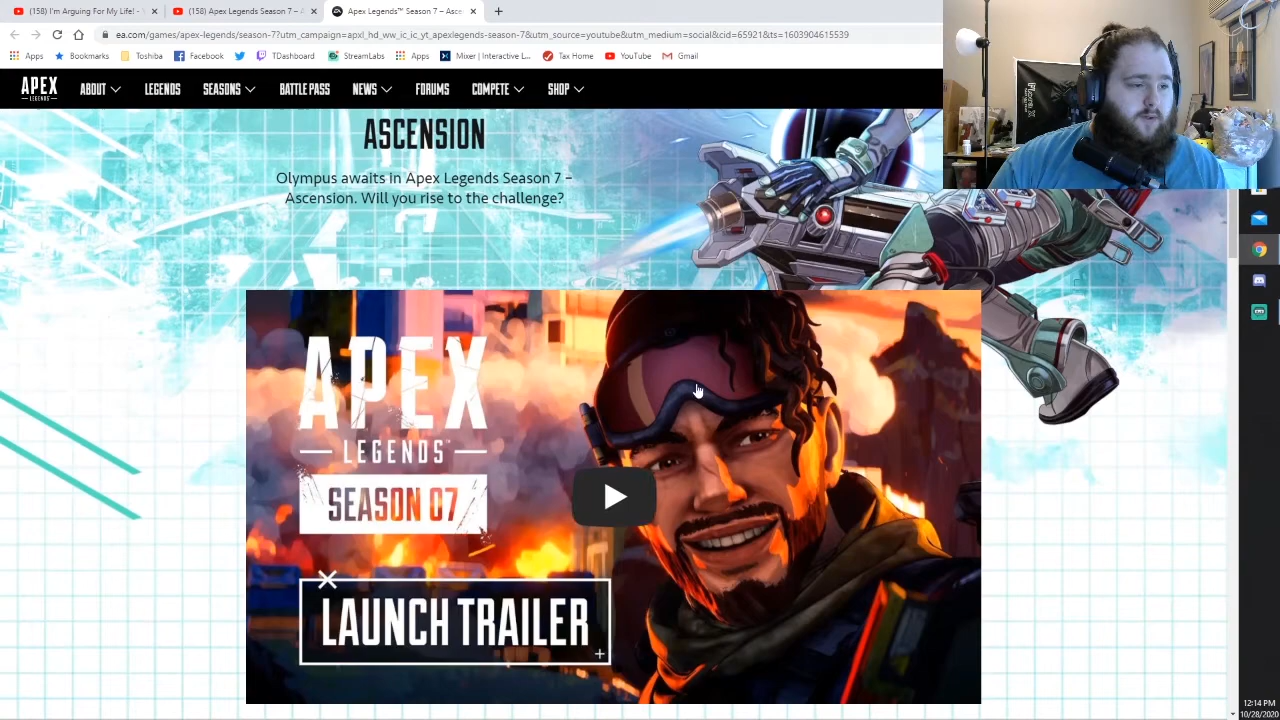 (158) I'm Arguing For My Life! -
(158) Apex Legends Season 7 –
Apex Legends™ Season 7 – Asce
ea.com/games/apex-legends/season-7?utm_campaign=apxl_hd_ww_ic_ic_yt_apexlegends-season-7&utm_source=youtube&utm_medium=social&cid=65921&ts=1603904615539
Apps Bookmarks Toshiba Facebook TDashboard StreamLabs Apps Mixer | Interactive L... Tax Home YouTube Gmail
APEX
LEGENDS
ABOUT LEGENDS SEASONS BATTLE PASS NEWS FORUMS COMPETE SHOP
ASCENSION
Olympus awaits in Apex Legends Season 7 –
Ascension. Will you rise to the challenge?
APEX
LEGENDS™
SEASON 07
LAUNCH TRAILER
12:14 PM
10/28/2020